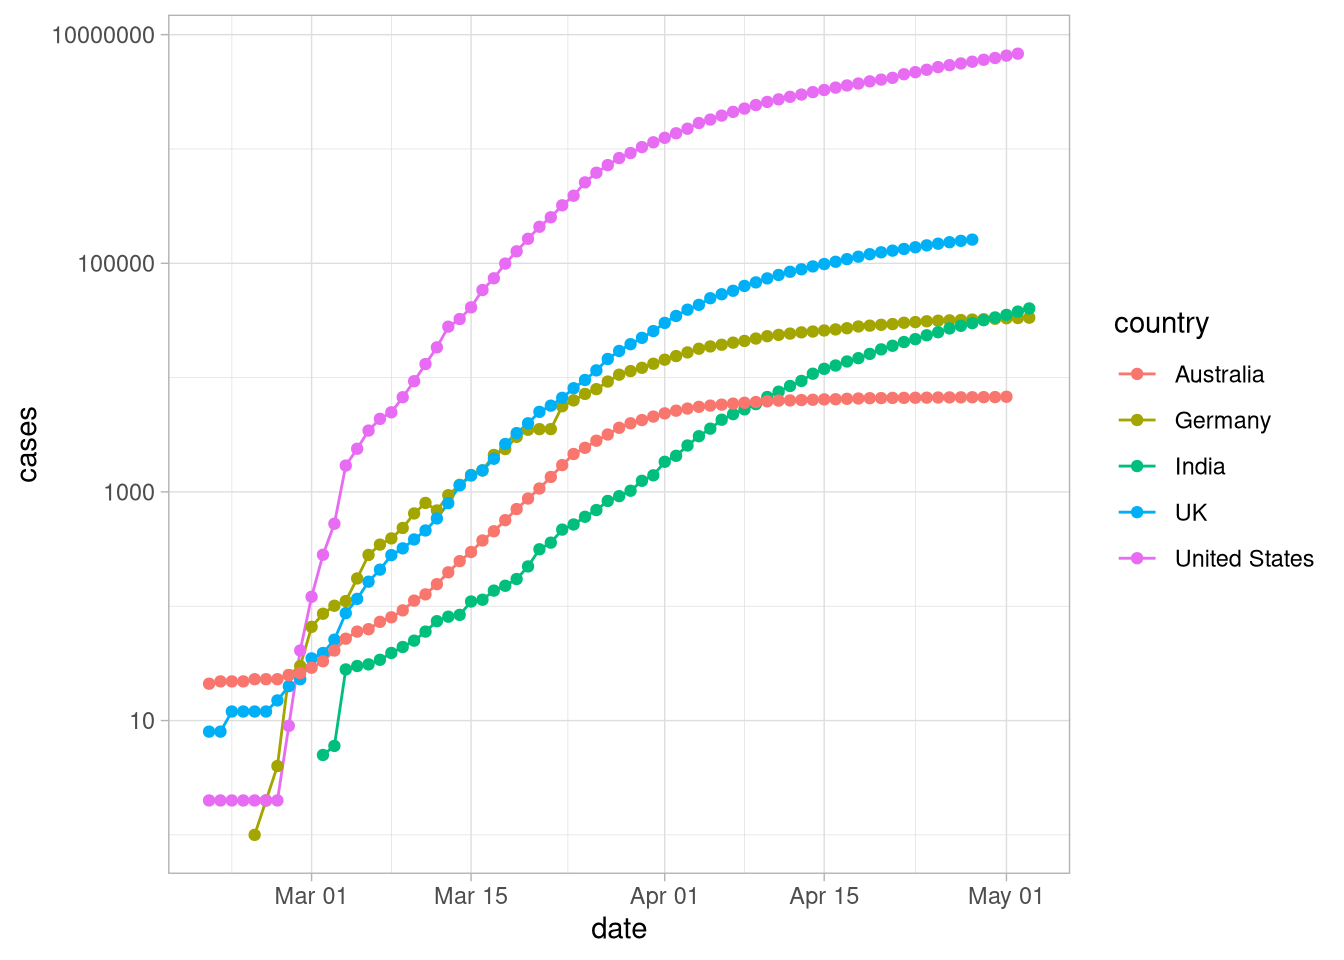 10000000
100000
1000
10
cases
Mar 01 Mar 15 Apr 01 Apr 15 May 01
date
country
Australia
Germany
India
UK
United States